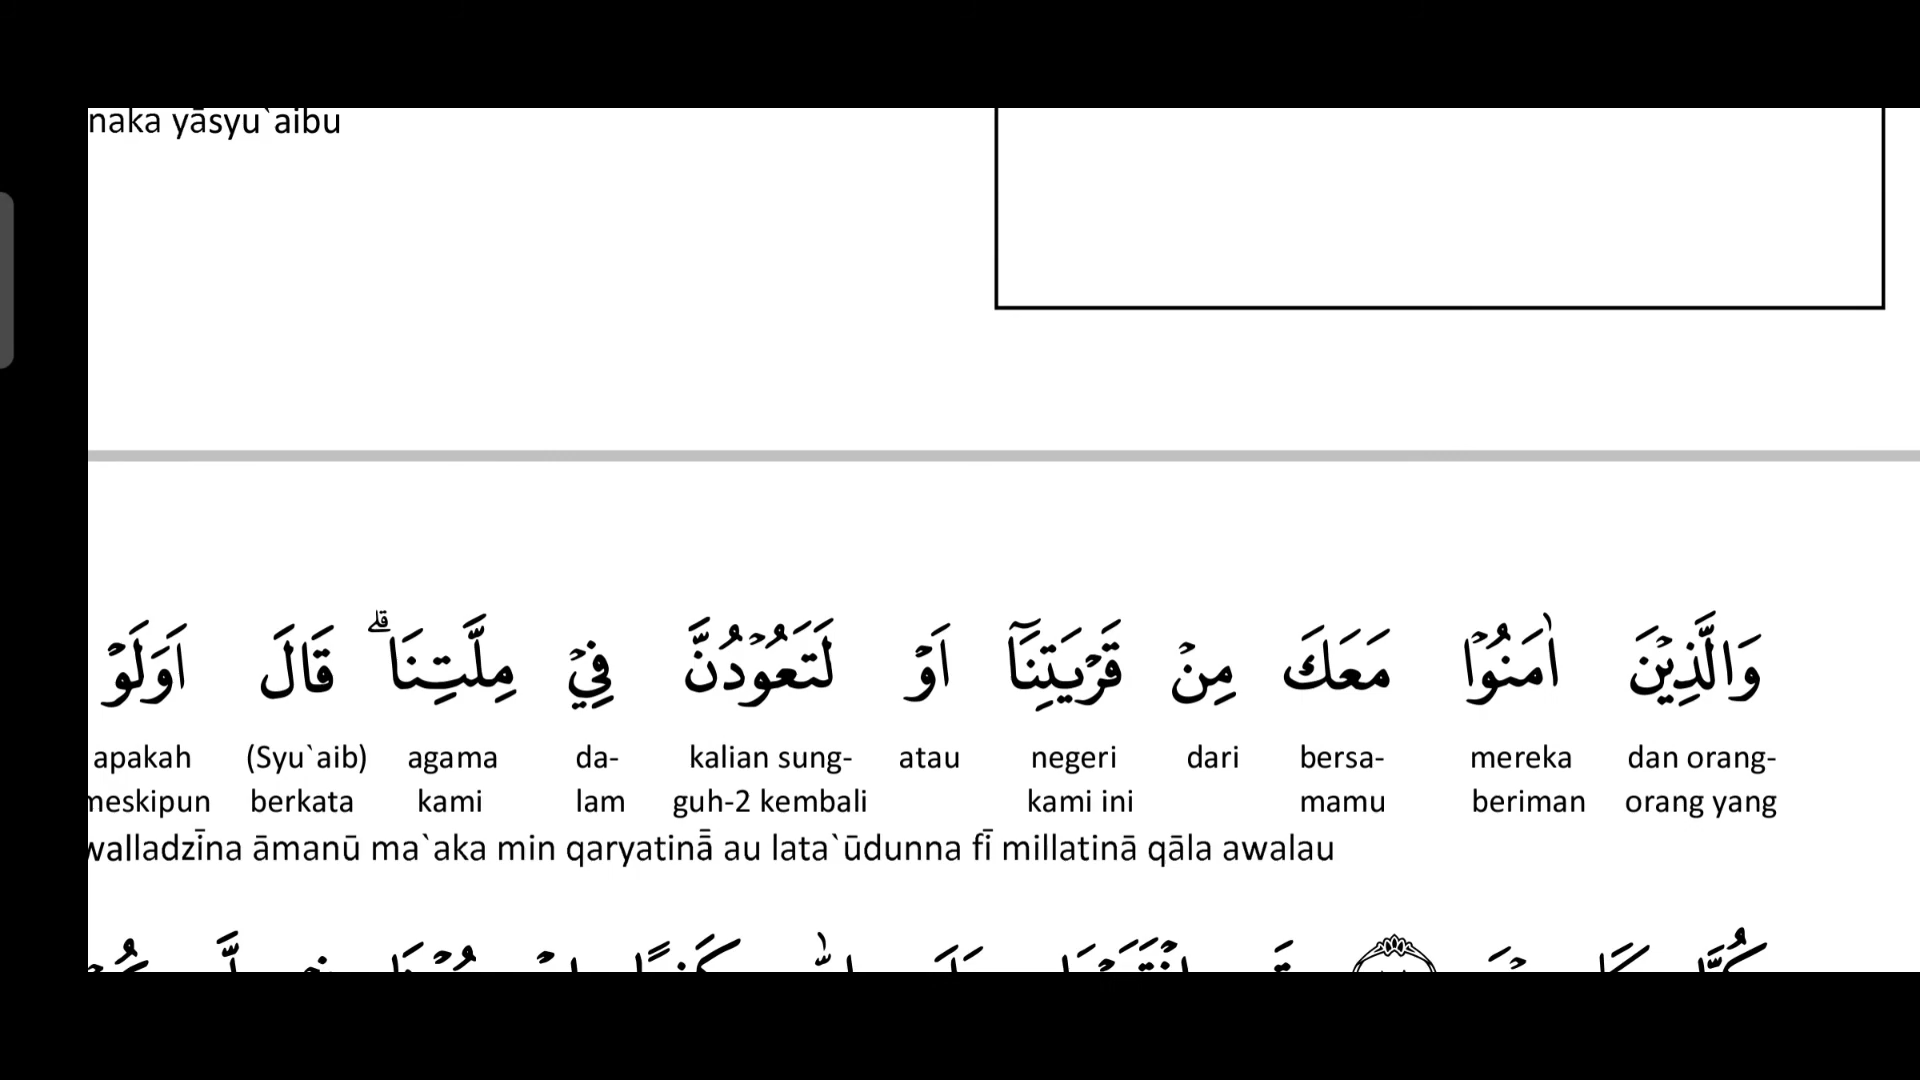 naka yāsyu`aibu
وَالَّذِيْنَ اٰمَنُوْا مَعَكَ مِنْ قَرْيَتِنَآ اَوْ لَتَعُوْدُنَّ فِيْ مِلَّتِنَاۗ قَالَ اَوَلَوْ
apakah (Syu`aib) agama da- kalian sung- atau negeri dari bersa- mereka dan orang-
meskipun berkata kami lam guh-2 kembali kami ini mamu beriman orang yang
walladzīna āmanū ma`aka min qaryatinā au lata`ūdunna fī millatinā qāla awalau